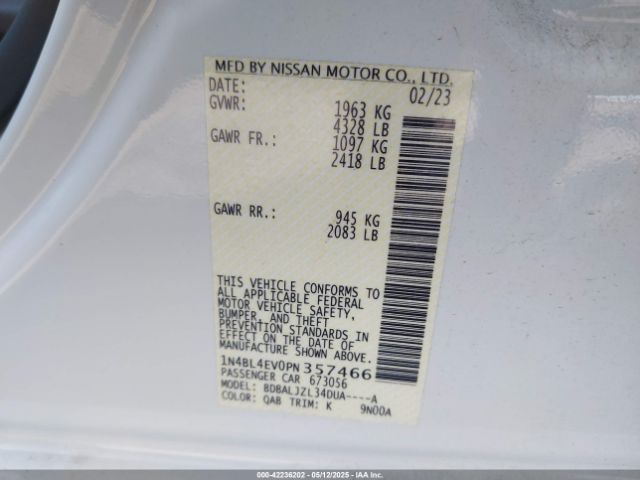 MFD BY NISSAN MOTOR CO., LTD.
DATE: 02/23
GVWR: 1963 KG
4328 LB
GAWR FR.: 1097 KG
2418 LB
GAWR RR.: 945 KG
2083 LB
THIS VEHICLE CONFORMS TO
ALL APPLICABLE FEDERAL
MOTOR VEHICLE SAFETY,
BUMPER, AND THEFT
PREVENTION STANDARDS IN
EFFECT ON THE DATE OF
MANUFACTURE SHOWN ABOVE.
1N4BL4EV0PN357466
PASSENGER CAR 673056
MODEL: BDBALJZL34DUA----A
COLOR: QAB TRIM: K 9N00A
000-42236202 - 05/12/2025 - IAA Inc.